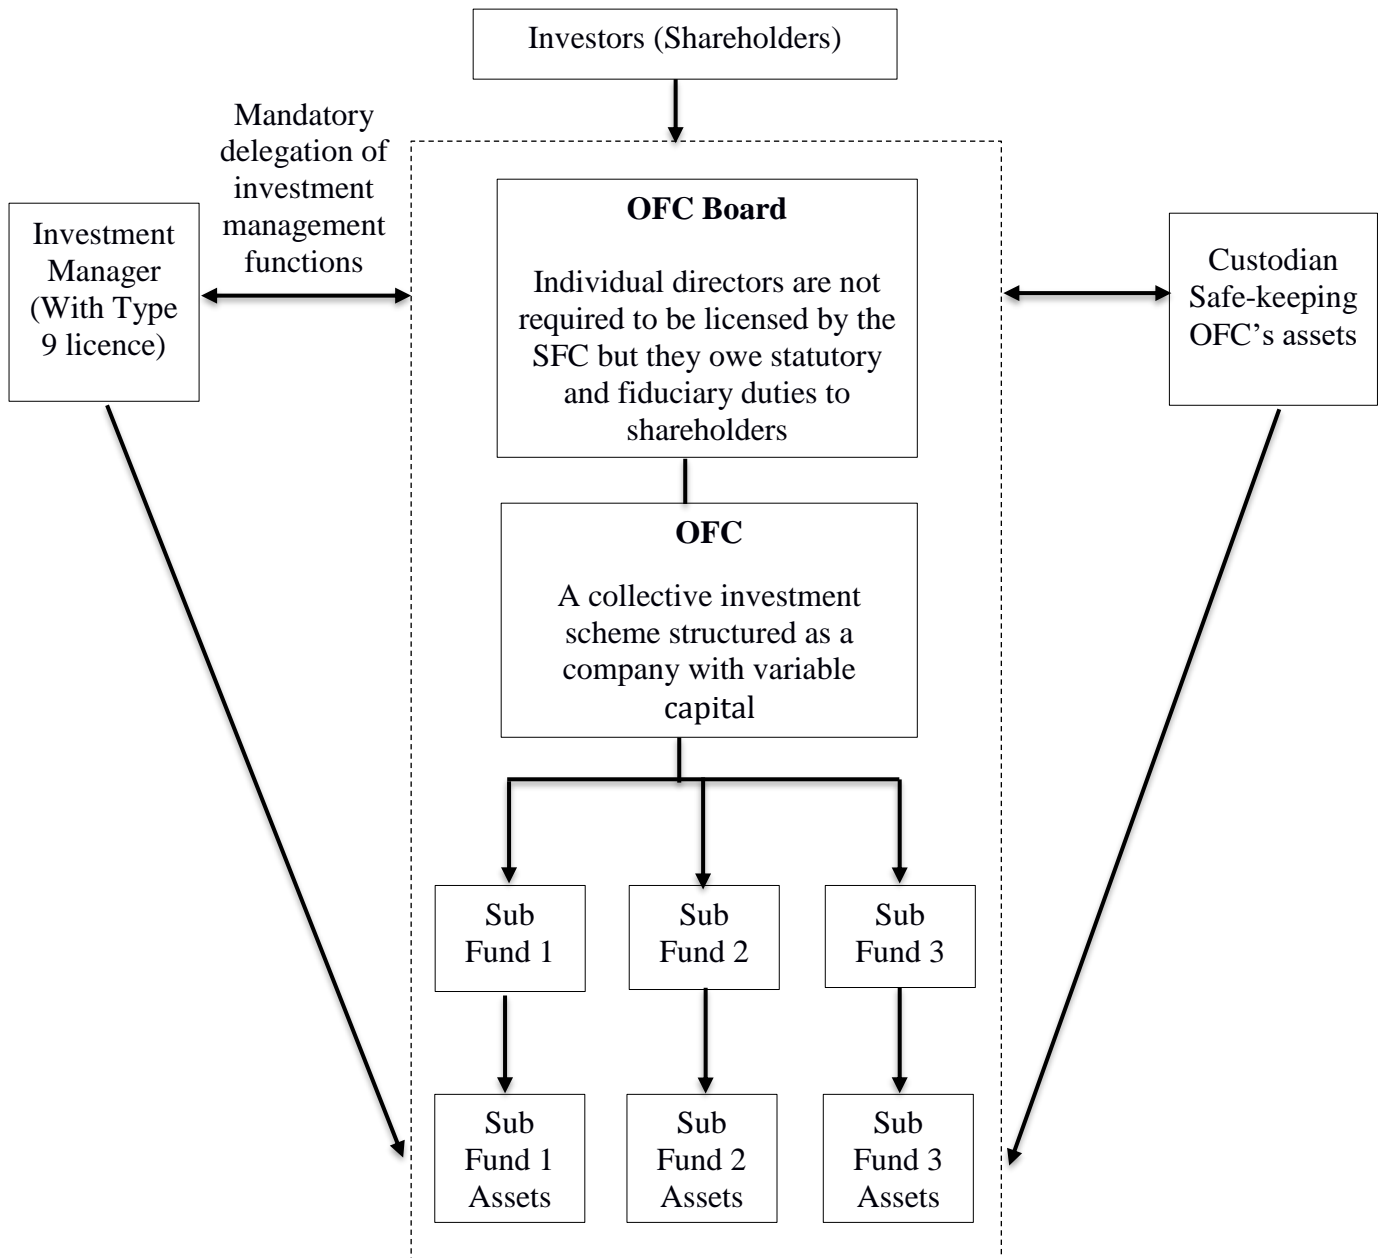 Investors (Shareholders)
Mandatory
delegation of
investment
management
functions
Investment
Manager
(With Type
9 licence)
OFC Board
Individual directors are not
required to be licensed by the
SFC but they owe statutory
and fiduciary duties to
shareholders
Custodian
Safe-keeping
OFC’s assets
OFC
A collective investment
scheme structured as a
company with variable
capital
Sub
Fund 1
Sub
Fund 2
Sub
Fund 3
Sub
Fund 1
Assets
Sub
Fund 2
Assets
Sub
Fund 3
Assets